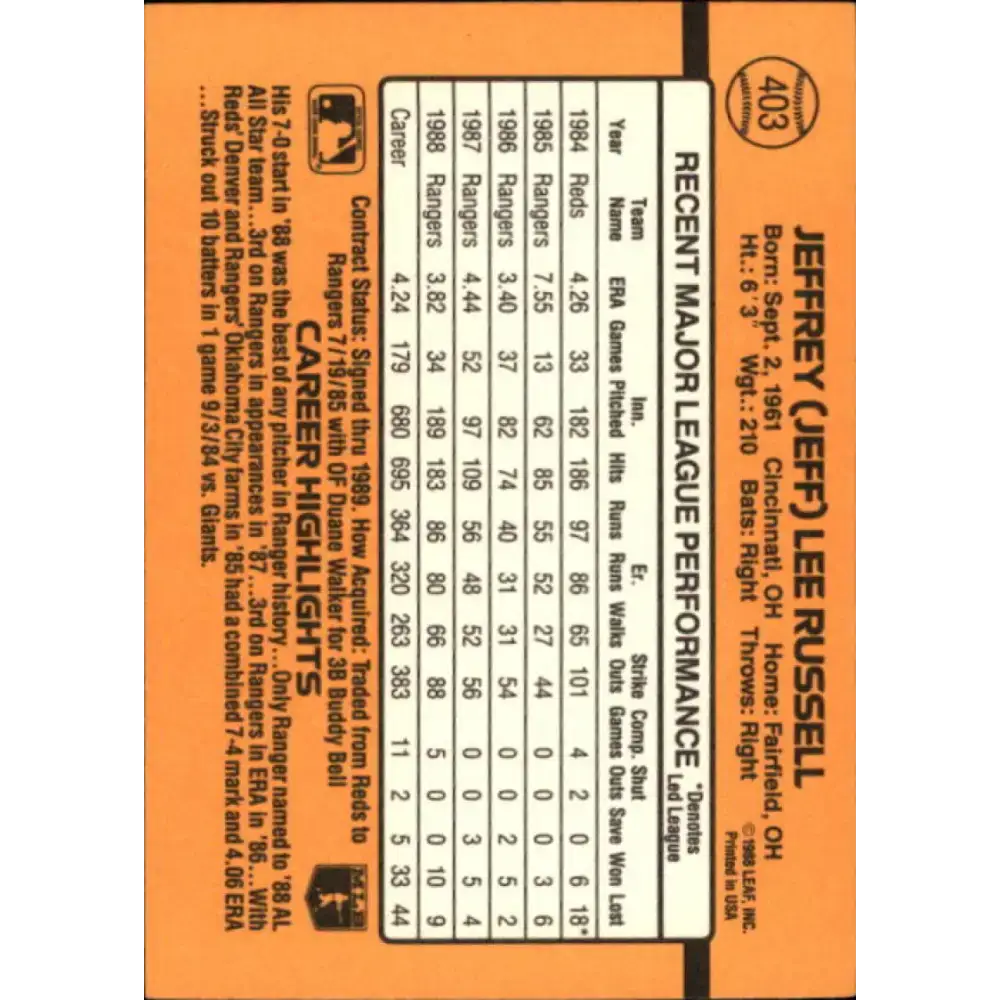 403
JEFFREY (JEFF) LEE RUSSELL
Born: Sept. 2, 1961 Cincinnati, OH Home: Fairfield, OH
Ht.: 6'3" Wgt.: 210 Bats: Right Throws: Right
©1988 LEAF, INC.
Printed in USA
RECENT MAJOR LEAGUE PERFORMANCE
*Denotes
Led League
Team Inn. Er. Strike Comp. Shut
Year Name ERA Games Pitched Hits Runs Runs Walks Outs Games Outs Save Won Lost
1984 Reds 4.26 33 182 186 97 86 65 101 4 2 0 6 18*
1985 Rangers 7.55 13 62 85 55 52 27 44 0 0 0 3 6
1986 Rangers 3.40 37 82 74 40 31 31 54 0 0 2 5 2
1987 Rangers 4.44 52 97 109 56 48 52 56 0 0 3 5 4
1988 Rangers 3.82 34 189 183 86 80 66 88 5 0 0 10 9
Career 4.24 179 680 695 364 320 263 383 11 2 5 33 44
Contract Status: Signed thru 1989. How Acquired: Traded from Reds to
Rangers 7/19/85 with OF Duane Walker for 3B Buddy Bell
MLB
CAREER HIGHLIGHTS
His 7-0 start in '88 was the best of any pitcher in Ranger history...Only Ranger named to '88 AL
All Star team...3rd on Rangers in appearances in '87...3rd on Rangers in ERA in '86...With
Reds' Denver and Rangers' Oklahoma City farms in '85 had a combined 7-4 mark and 4.06 ERA
...Struck out 10 batters in 1 game 9/3/84 vs. Giants.